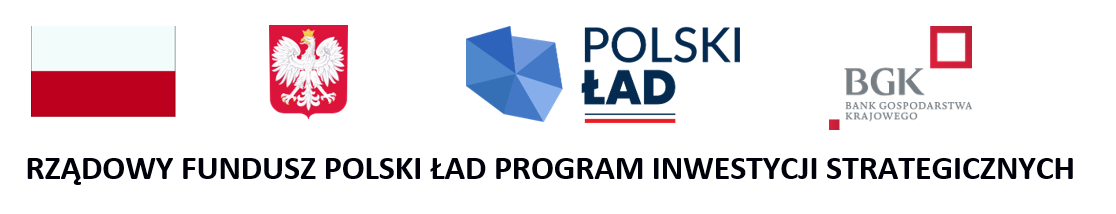 POLSKI
ŁAD
BGK
BANK GOSPODARSTWA
KRAJOWEGO
RZĄDOWY FUNDUSZ POLSKI ŁAD PROGRAM INWESTYCJI STRATEGICZNYCH